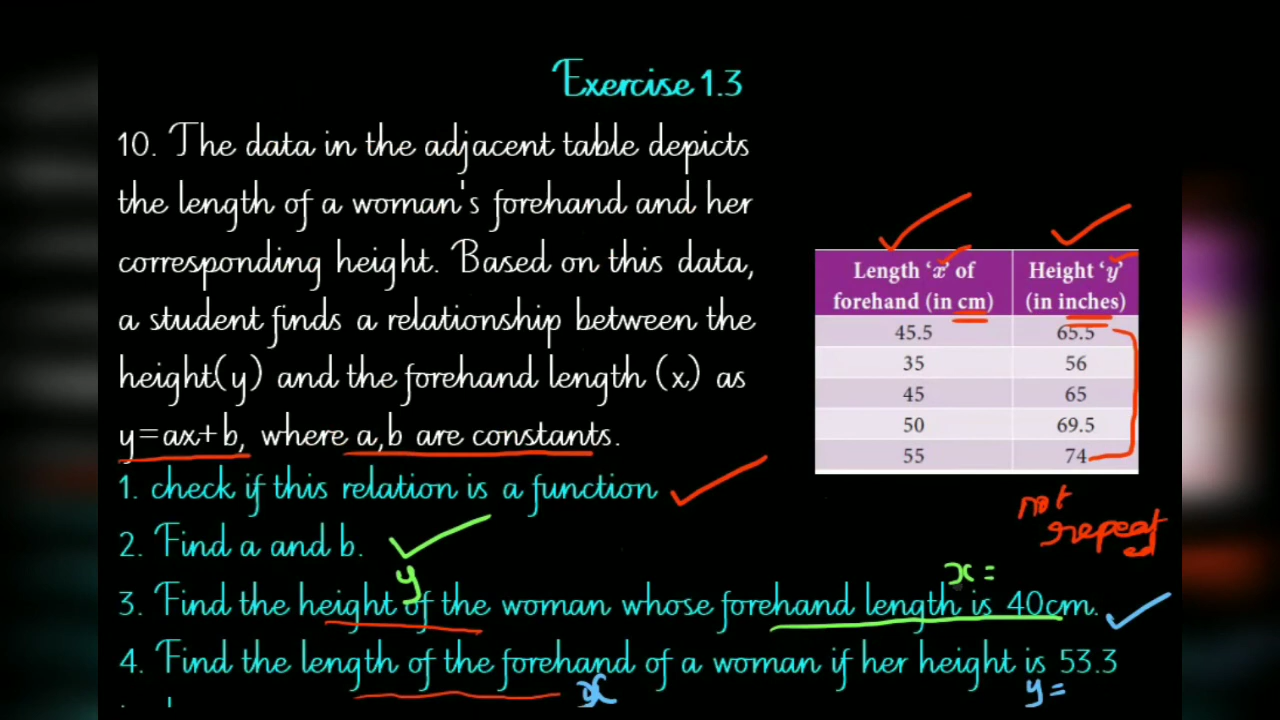 Exercise 1.3
10. The data in the adjacent table depicts
the length of a woman's forehand and her
corresponding height. Based on this data,
a student finds a relationship between the
height(y) and the forehand length (x) as
y=ax+b, where a,b are constants.
1. check if this relation is a function
2. Find a and b.
y
x =
3. Find the height of the woman whose forehand length is 40cm.
4. Find the length of the forehand of a woman if her height is 53.3
x
y =
Length 'x' of forehand (in cm) Height 'y' (in inches)
45.5 65.5
35 56
45 65
50 69.5
55 74
not
repeat
ed